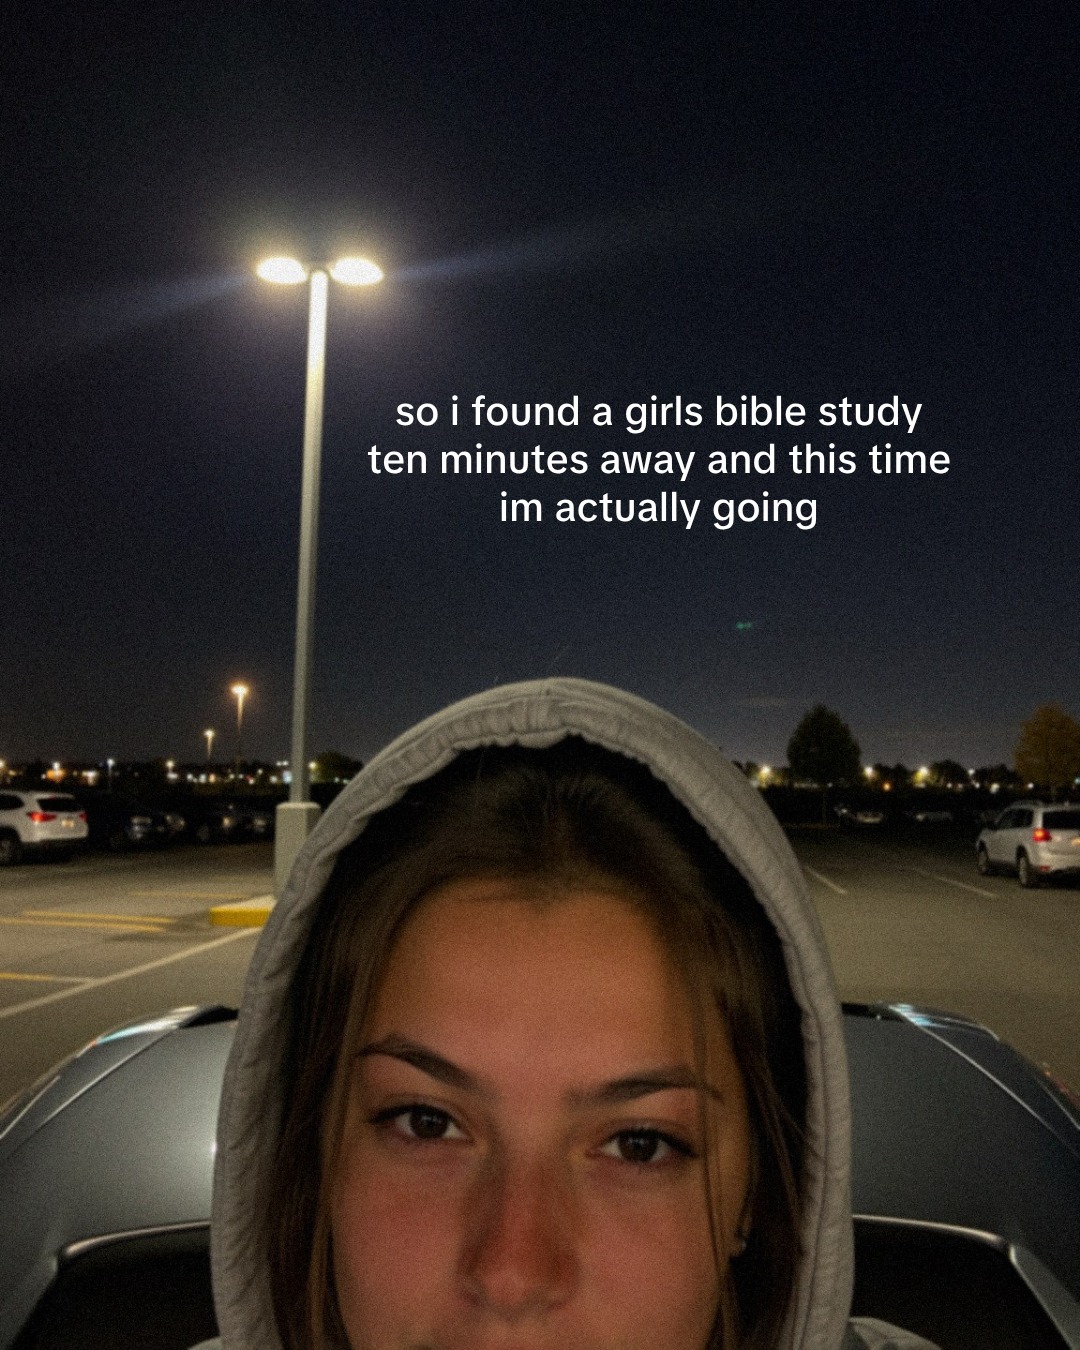 so i found a girls bible study
ten minutes away and this time
im actually going